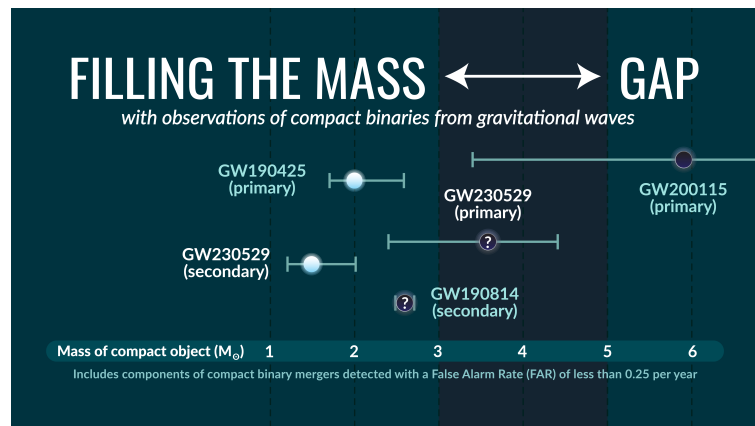 FILLING THE MASS GAP
with observations of compact binaries from gravitational waves
GW190425
(primary)
GW200115
(primary)
GW230529
(primary)
GW230529
(secondary)
?
?
GW190814
(secondary)
Mass of compact object (M☉) 1 2 3 4 5 6
Includes components of compact binary mergers detected with a False Alarm Rate (FAR) of less than 0.25 per year